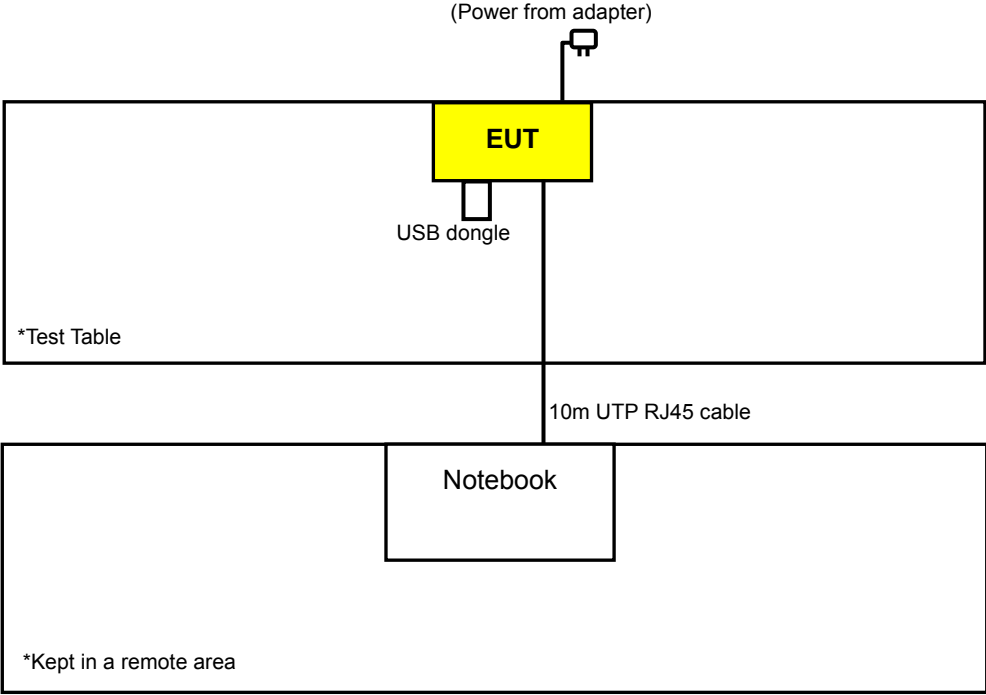 (Power from adapter)
EUT
USB dongle
*Test Table
10m UTP RJ45 cable
Notebook
*Kept in a remote area